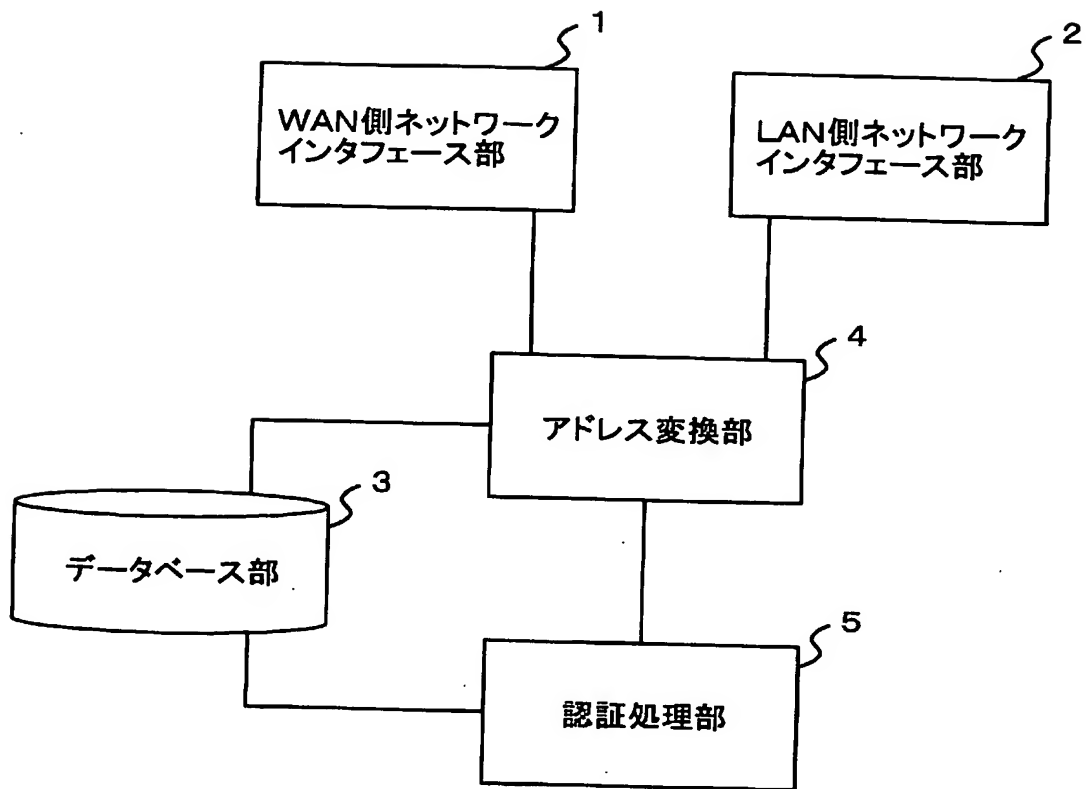 1
WAN側ネットワーク
インタフェース部
2
LAN側ネットワーク
インタフェース部
4
アドレス変換部
3
データベース部
5
認証処理部